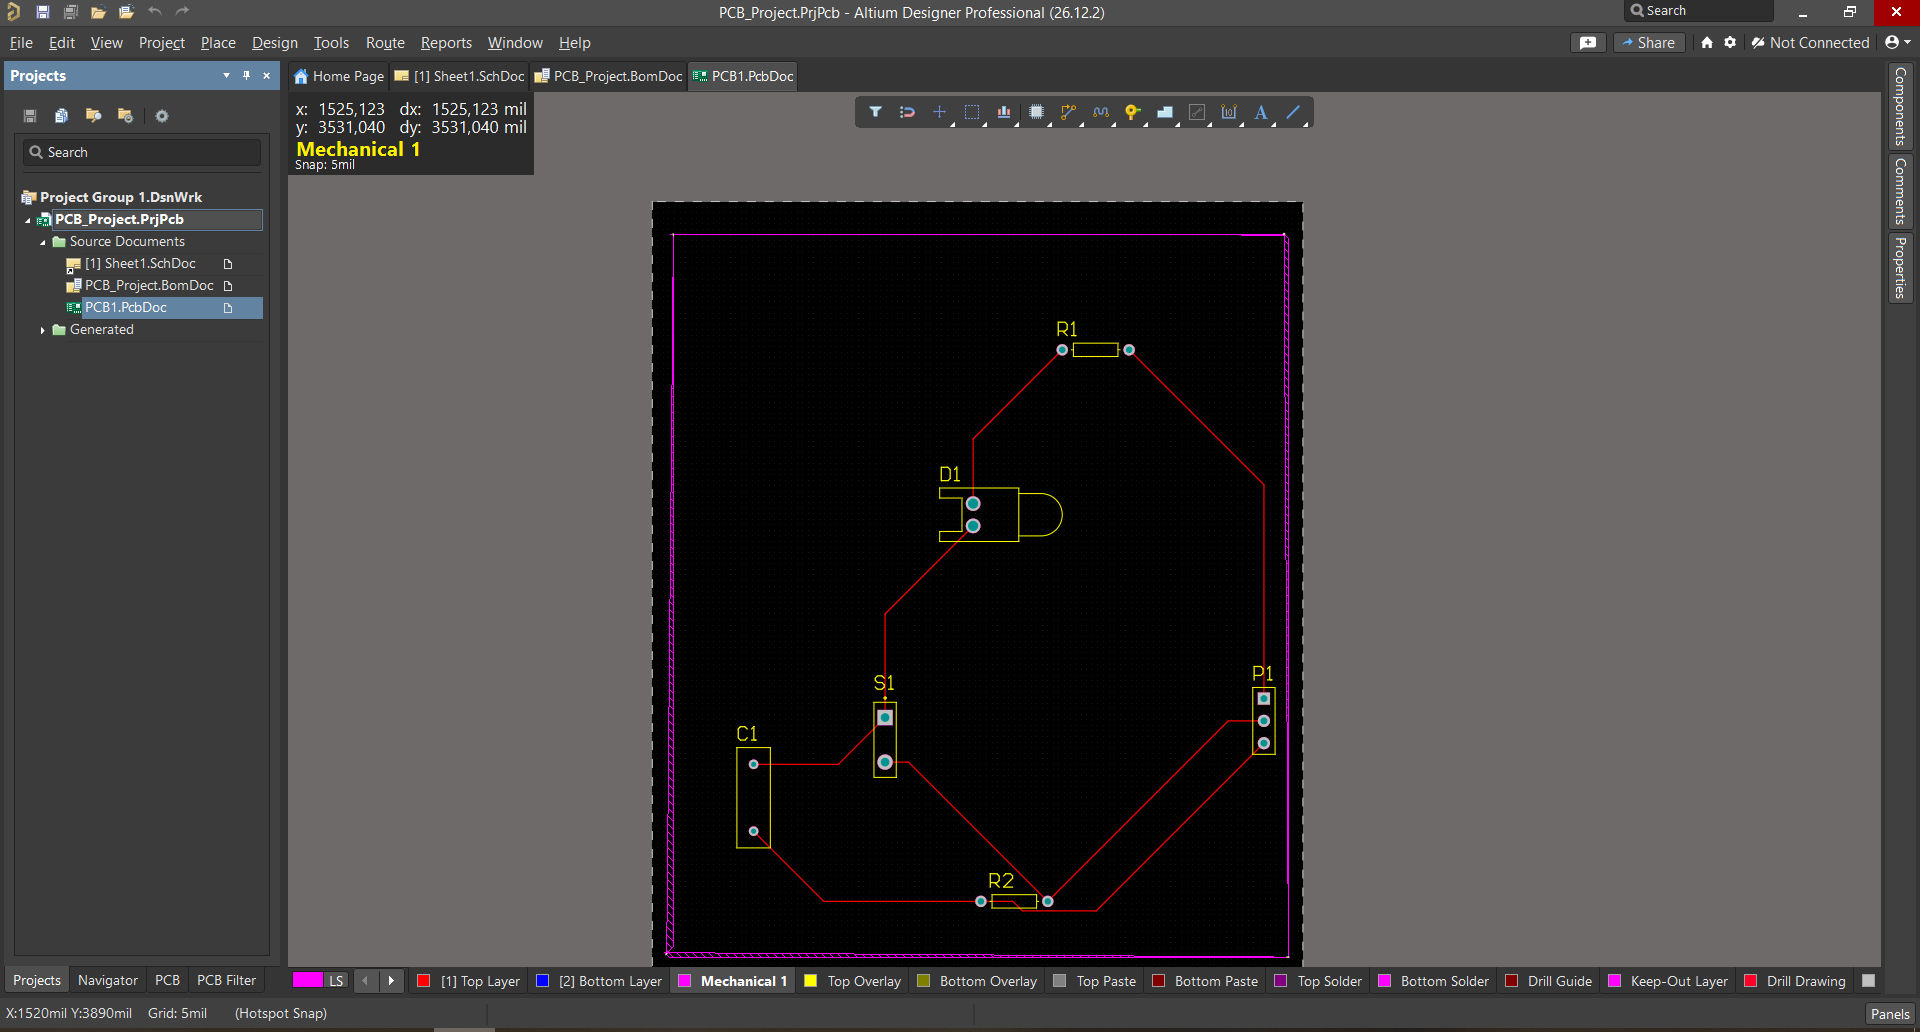 PCB_Project.PrjPcb - Altium Designer Professional (26.12.2)
Search
File Edit View Project Place Design Tools Route Reports Window Help
Share
Not Connected
Projects
Home Page
[1] Sheet1.SchDoc
PCB_Project.BomDoc
PCB1.PcbDoc
x: 1525,123 dx: 1525,123 mil
y: 3531,040 dy: 3531,040 mil
Mechanical 1
Snap: 5mil
Search
Project Group 1.DsnWrk
PCB_Project.PrjPcb
Source Documents
[1] Sheet1.SchDoc
PCB_Project.BomDoc
PCB1.PcbDoc
Generated
Components
Comments
Properties
R1
D1
P1
S1
C1
R2
Projects Navigator PCB PCB Filter
LS [1] Top Layer [2] Bottom Layer Mechanical 1 Top Overlay Bottom Overlay Top Paste Bottom Paste Top Solder Bottom Solder Drill Guide Keep-Out Layer Drill Drawing
X:1520mil Y:3890mil Grid: 5mil (Hotspot Snap)
Panels